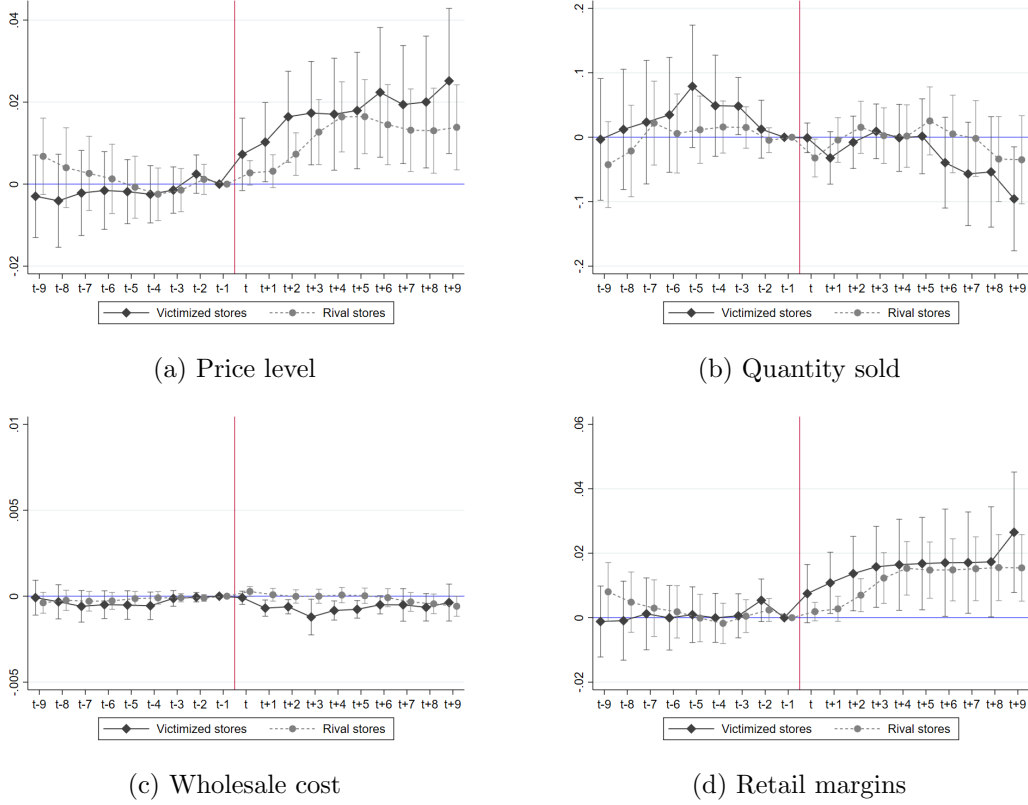 .04
.02
0
-.02
t-9 t-8 t-7 t-6 t-5 t-4 t-3 t-2 t-1 t t+1 t+2 t+3 t+4 t+5 t+6 t+7 t+8 t+9
Victimized stores Rival stores
(a) Price level
.2
.1
0
-.1
-.2
t-9 t-8 t-7 t-6 t-5 t-4 t-3 t-2 t-1 t t+1 t+2 t+3 t+4 t+5 t+6 t+7 t+8 t+9
Victimized stores Rival stores
(b) Quantity sold
.01
.005
0
-.005
t-9 t-8 t-7 t-6 t-5 t-4 t-3 t-2 t-1 t t+1 t+2 t+3 t+4 t+5 t+6 t+7 t+8 t+9
Victimized stores Rival stores
(c) Wholesale cost
.06
.04
.02
0
-.02
t-9 t-8 t-7 t-6 t-5 t-4 t-3 t-2 t-1 t t+1 t+2 t+3 t+4 t+5 t+6 t+7 t+8 t+9
Victimized stores Rival stores
(d) Retail margins